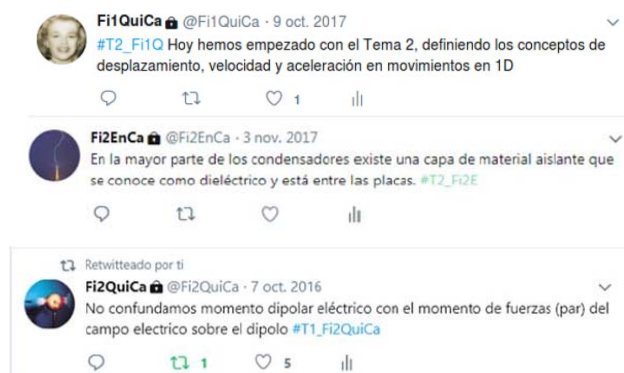 Fi1QuiCa @Fi1QuiCa · 9 oct. 2017
#T2_Fi1Q Hoy hemos empezado con el Tema 2, definiendo los conceptos de
desplazamiento, velocidad y aceleración en movimientos en 1D
1
Fi2EnCa @Fi2EnCa · 3 nov. 2017
En la mayor parte de los condensadores existe una capa de material aislante que
se conoce como dieléctrico y está entre las placas. #T2_Fi2E
Retwitteado por ti
Fi2QuiCa @Fi2QuiCa · 7 oct. 2016
No confundamos momento dipolar eléctrico con el momento de fuerzas (par) del
campo electrico sobre el dipolo #T1_Fi2QuiCa
1 5